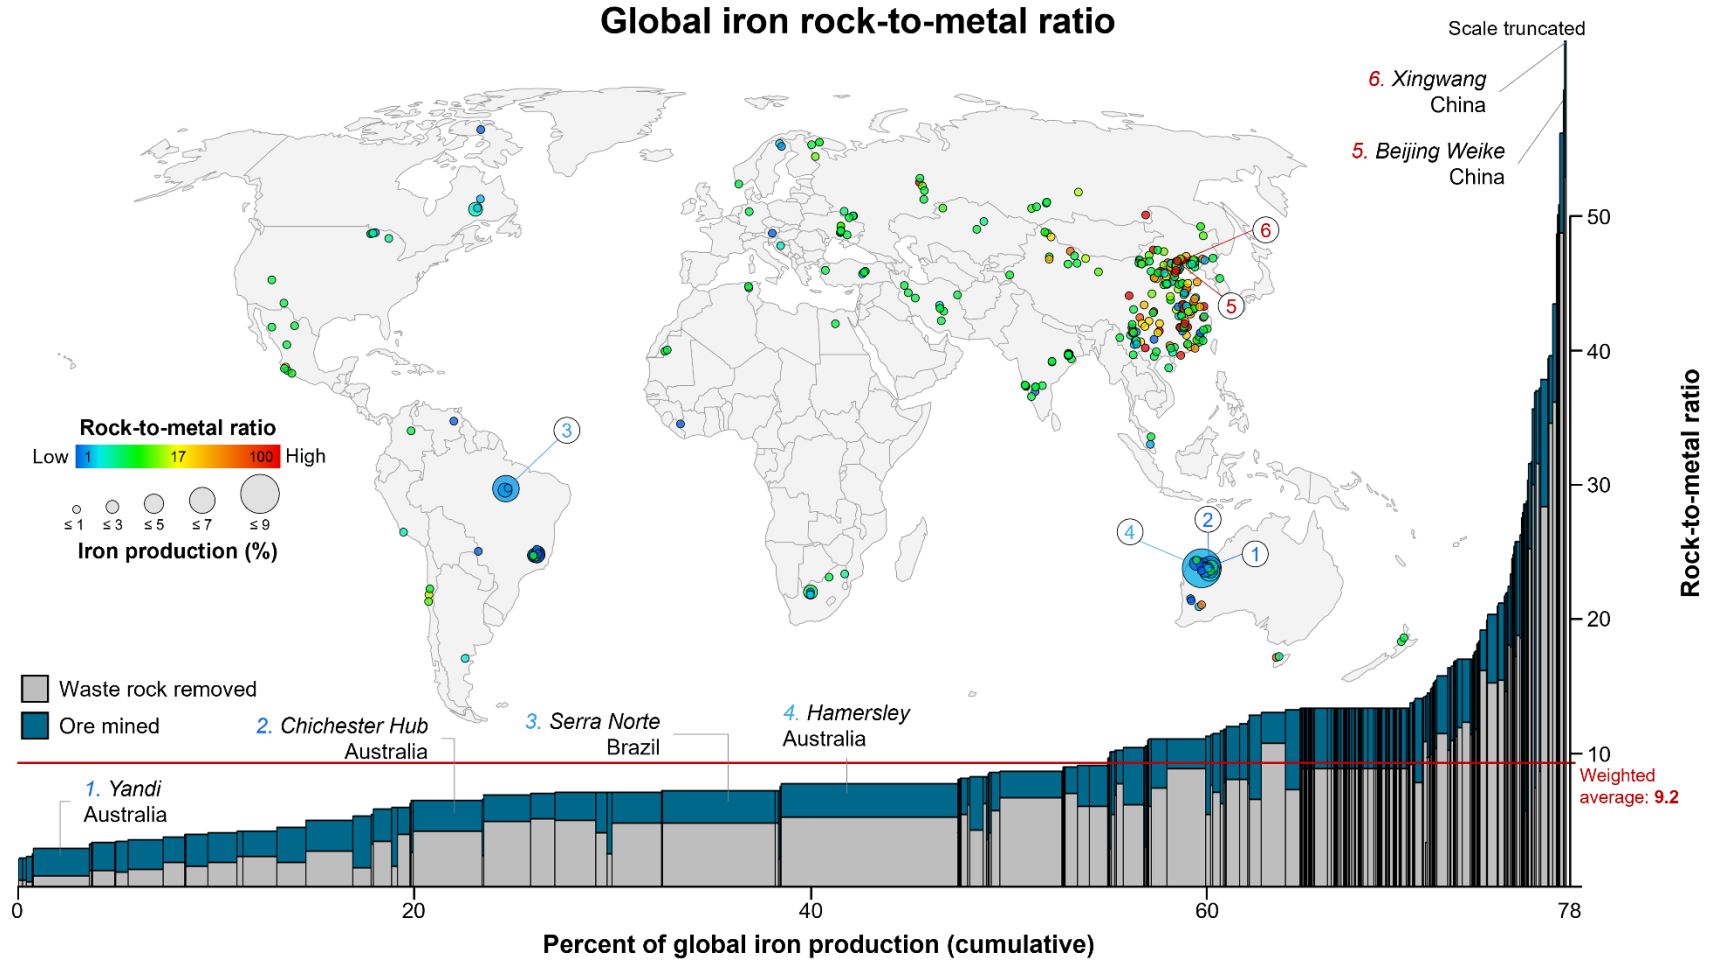 Global iron rock-to-metal ratio
Scale truncated
6. Xingwang
China
5. Beijing Weike
China
6
5
3
2
4
1
Rock-to-metal ratio
Low 1 17 100 High
≤ 1 ≤ 3 ≤ 5 ≤ 7 ≤ 9
Iron production (%)
Waste rock removed
Ore mined
1. Yandi
Australia
2. Chichester Hub
Australia
3. Serra Norte
Brazil
4. Hamersley
Australia
50
40
30
20
10
Rock-to-metal ratio
Weighted
average: 9.2
0 20 40 60 78
Percent of global iron production (cumulative)